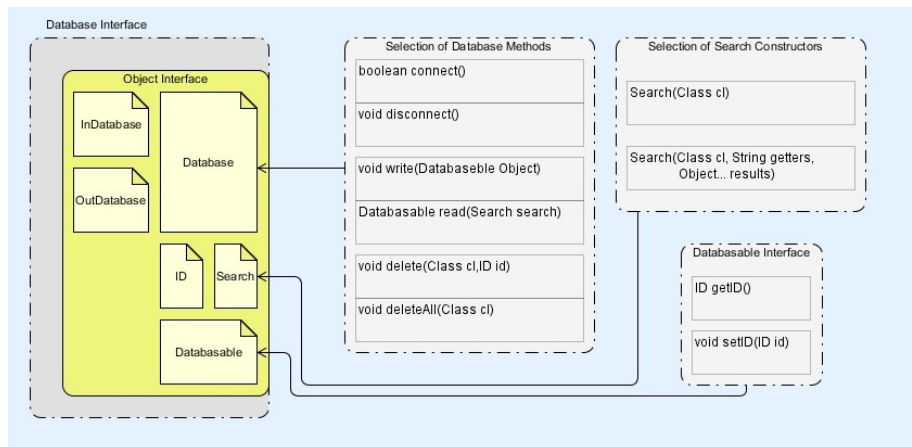 Database Interface
Object Interface
InDatabase
Database
OutDatabase
ID
Search
Databasable
Selection of Database Methods
boolean connect()
void disconnect()
void write(Databaseble Object)
Databasable read(Search search)
void delete(Class cl,ID id)
void deleteAll(Class cl)
Selection of Search Constructors
Search(Class cl)
Search(Class cl, String getters,
Object... results)
Databasable Interface
ID getID()
void setID(ID id)